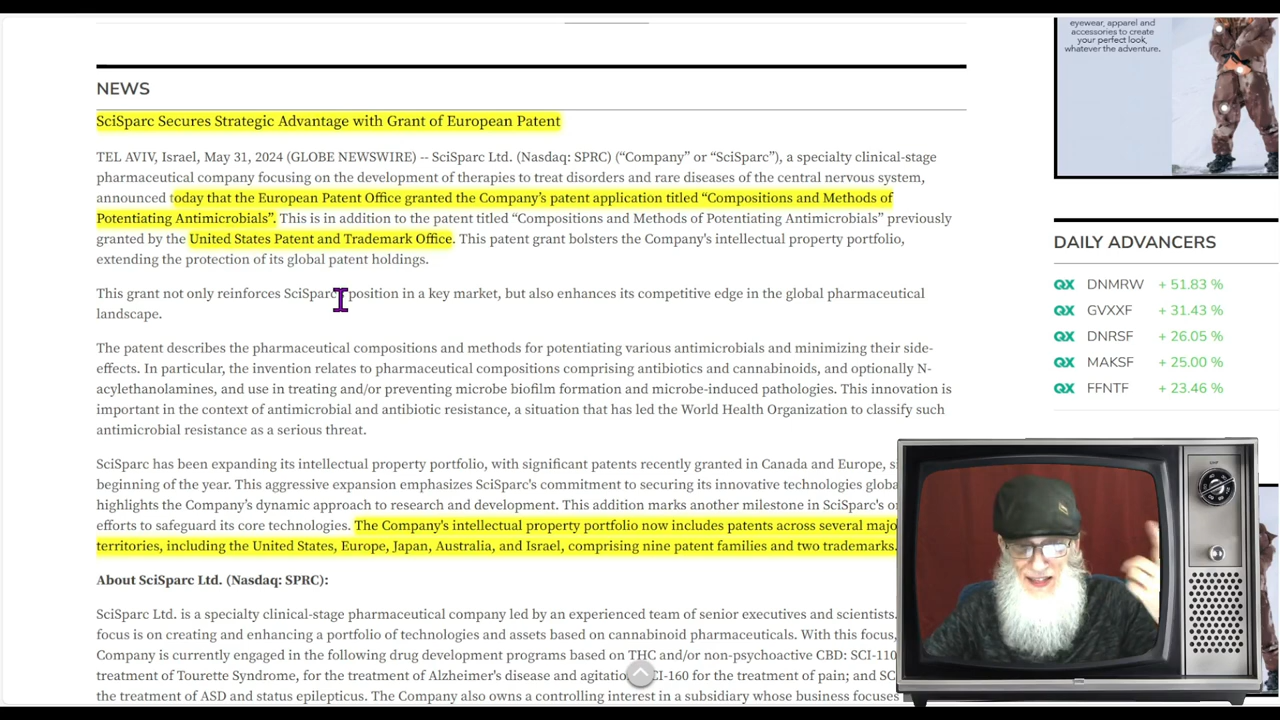 eyewear, apparel and
accessories to create
your perfect look,
whatever the adventure.
NEWS
SciSparc Secures Strategic Advantage with Grant of European Patent
TEL AVIV, Israel, May 31, 2024 (GLOBE NEWSWIRE) -- SciSparc Ltd. (Nasdaq: SPRC) (“Company” or “SciSparc”), a specialty clinical-stage
pharmaceutical company focusing on the development of therapies to treat disorders and rare diseases of the central nervous system,
announced today that the European Patent Office granted the Company’s patent application titled “Compositions and Methods of
Potentiating Antimicrobials”. This is in addition to the patent titled “Compositions and Methods of Potentiating Antimicrobials” previously
granted by the United States Patent and Trademark Office. This patent grant bolsters the Company's intellectual property portfolio,
extending the protection of its global patent holdings.
This grant not only reinforces SciSparc's position in a key market, but also enhances its competitive edge in the global pharmaceutical
landscape.
The patent describes the pharmaceutical compositions and methods for potentiating various antimicrobials and minimizing their side-
effects. In particular, the invention relates to pharmaceutical compositions comprising antibiotics and cannabinoids, and optionally N-
acylethanolamines, and use in treating and/or preventing microbe biofilm formation and microbe-induced pathologies. This innovation is
important in the context of antimicrobial and antibiotic resistance, a situation that has led the World Health Organization to classify such
antimicrobial resistance as a serious threat.
SciSparc has been expanding its intellectual property portfolio, with significant patents recently granted in Canada and Europe,
beginning of the year. This aggressive expansion emphasizes SciSparc's commitment to securing its innovative technologies
highlights the Company’s dynamic approach to research and development. This addition marks another milestone in SciSparc's
efforts to safeguard its core technologies. The Company’s intellectual property portfolio now includes patents across several
territories, including the United States, Europe, Japan, Australia, and Israel, comprising nine patent families and two trademarks.
About SciSparc Ltd. (Nasdaq: SPRC):
SciSparc Ltd. is a specialty clinical-stage pharmaceutical company led by an experienced team of senior executives and scientists.
focus is on creating and enhancing a portfolio of technologies and assets based on cannabinoid pharmaceuticals. With this focus,
Company is currently engaged in the following drug development programs based on THC and/or non-psychoactive CBD: SCI-110
treatment of Tourette Syndrome, for the treatment of Alzheimer's disease and SCI-160 for the treatment of pain; and
the treatment of ASD and status epilepticus. The Company also owns a controlling interest in a subsidiary whose business focuses
DAILY ADVANCERS
QX DNMRW + 51.83 %
QX GVXXF + 31.43 %
QX DNRSF + 26.05 %
QX MAKSF + 25.00 %
QX FFNTF + 23.46 %